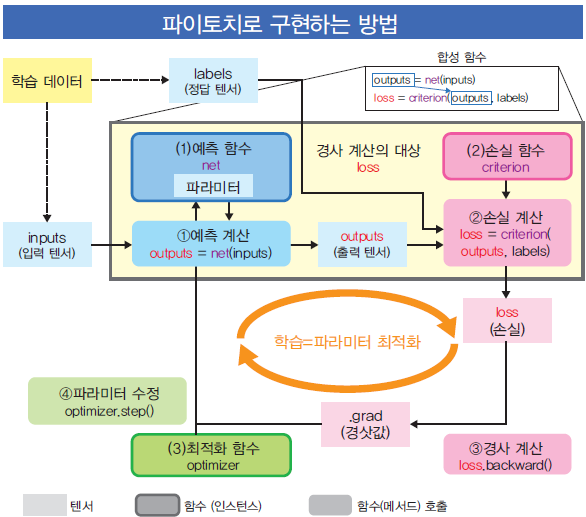 파이토치로 구현하는 방법
학습 데이터
labels
(정답 텐서)
합성 함수
outputs = net(inputs)
loss = criterion(outputs, labels)
(1)예측 함수
net
파라미터
경사 계산의 대상
loss
(2)손실 함수
criterion
inputs
(입력 텐서)
①예측 계산
outputs = net(inputs)
outputs
(출력 텐서)
②손실 계산
loss = criterion(
outputs, labels)
loss
(손실)
학습=파라미터 최적화
④파라미터 수정
optimizer.step()
.grad
(경삿값)
(3)최적화 함수
optimizer
③경사 계산
loss.backward()
텐서
함수 (인스턴스)
함수(메서드) 호출